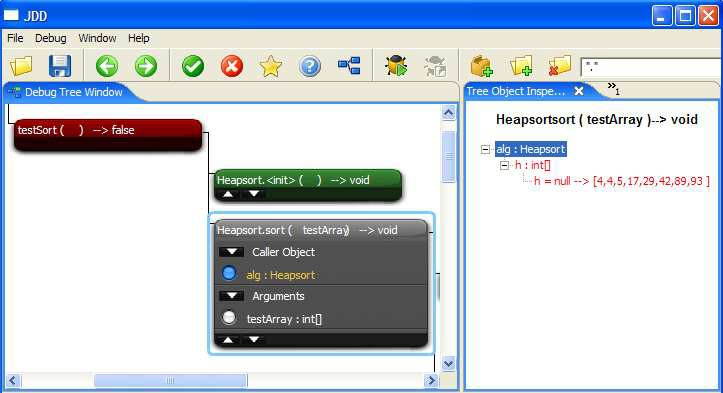 JDD
File Debug Window Help
"."
Debug Tree Window
Tree Object Inspe... X »1
testSort ( ) --> false
Heapsort.<init> ( ) --> void
Heapsort.sort ( testArray) --> void
Caller Object
alg : Heapsort
Arguments
testArray : int[]
Heapsortsort ( testArray )--> void
alg : Heapsort
h : int[]
h = null --> [4,4,5,17,29,42,89,93 ]